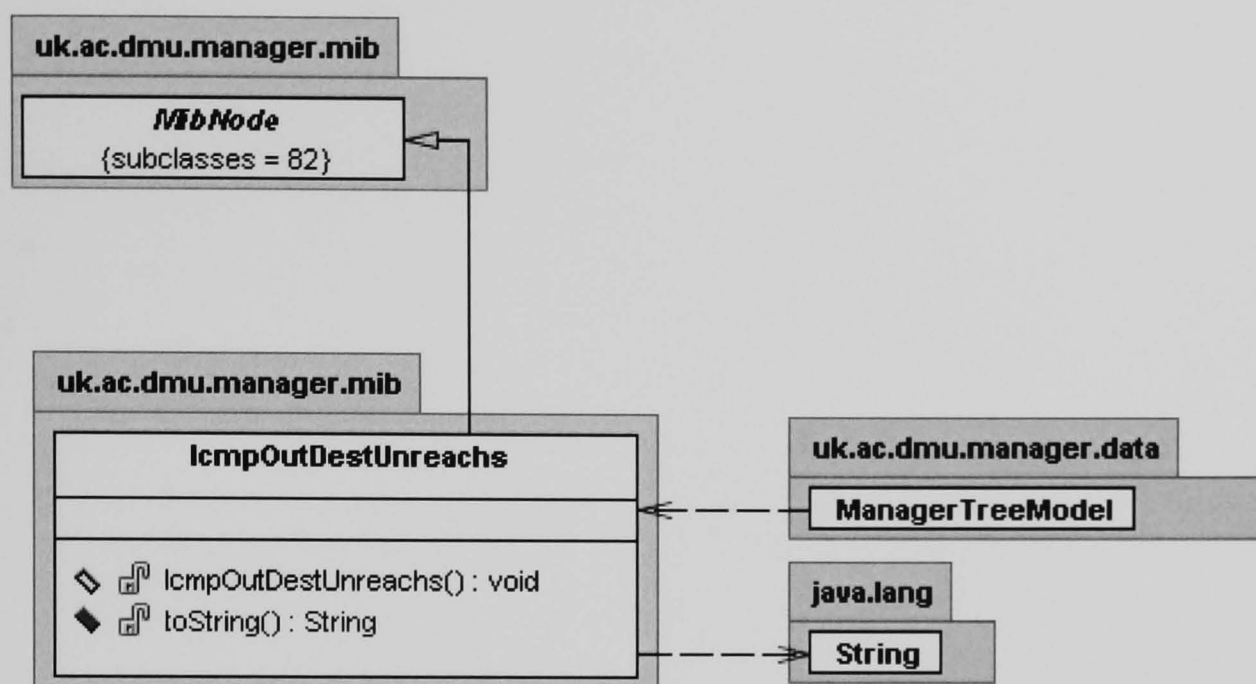 uk.ac.dmu.manager.mib
MibNode
{subclasses = 82}
uk.ac.dmu.manager.mib
IcmpOutDestUnreachs
IcmpOutDestUnreachs() : void
toString() : String
uk.ac.dmu.manager.data
ManagerTreeModel
java.lang
String